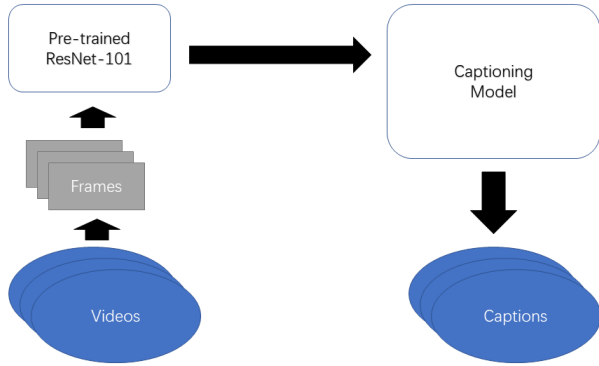 Pre-trained
ResNet-101
Captioning
Model
Frames
Videos
Captions